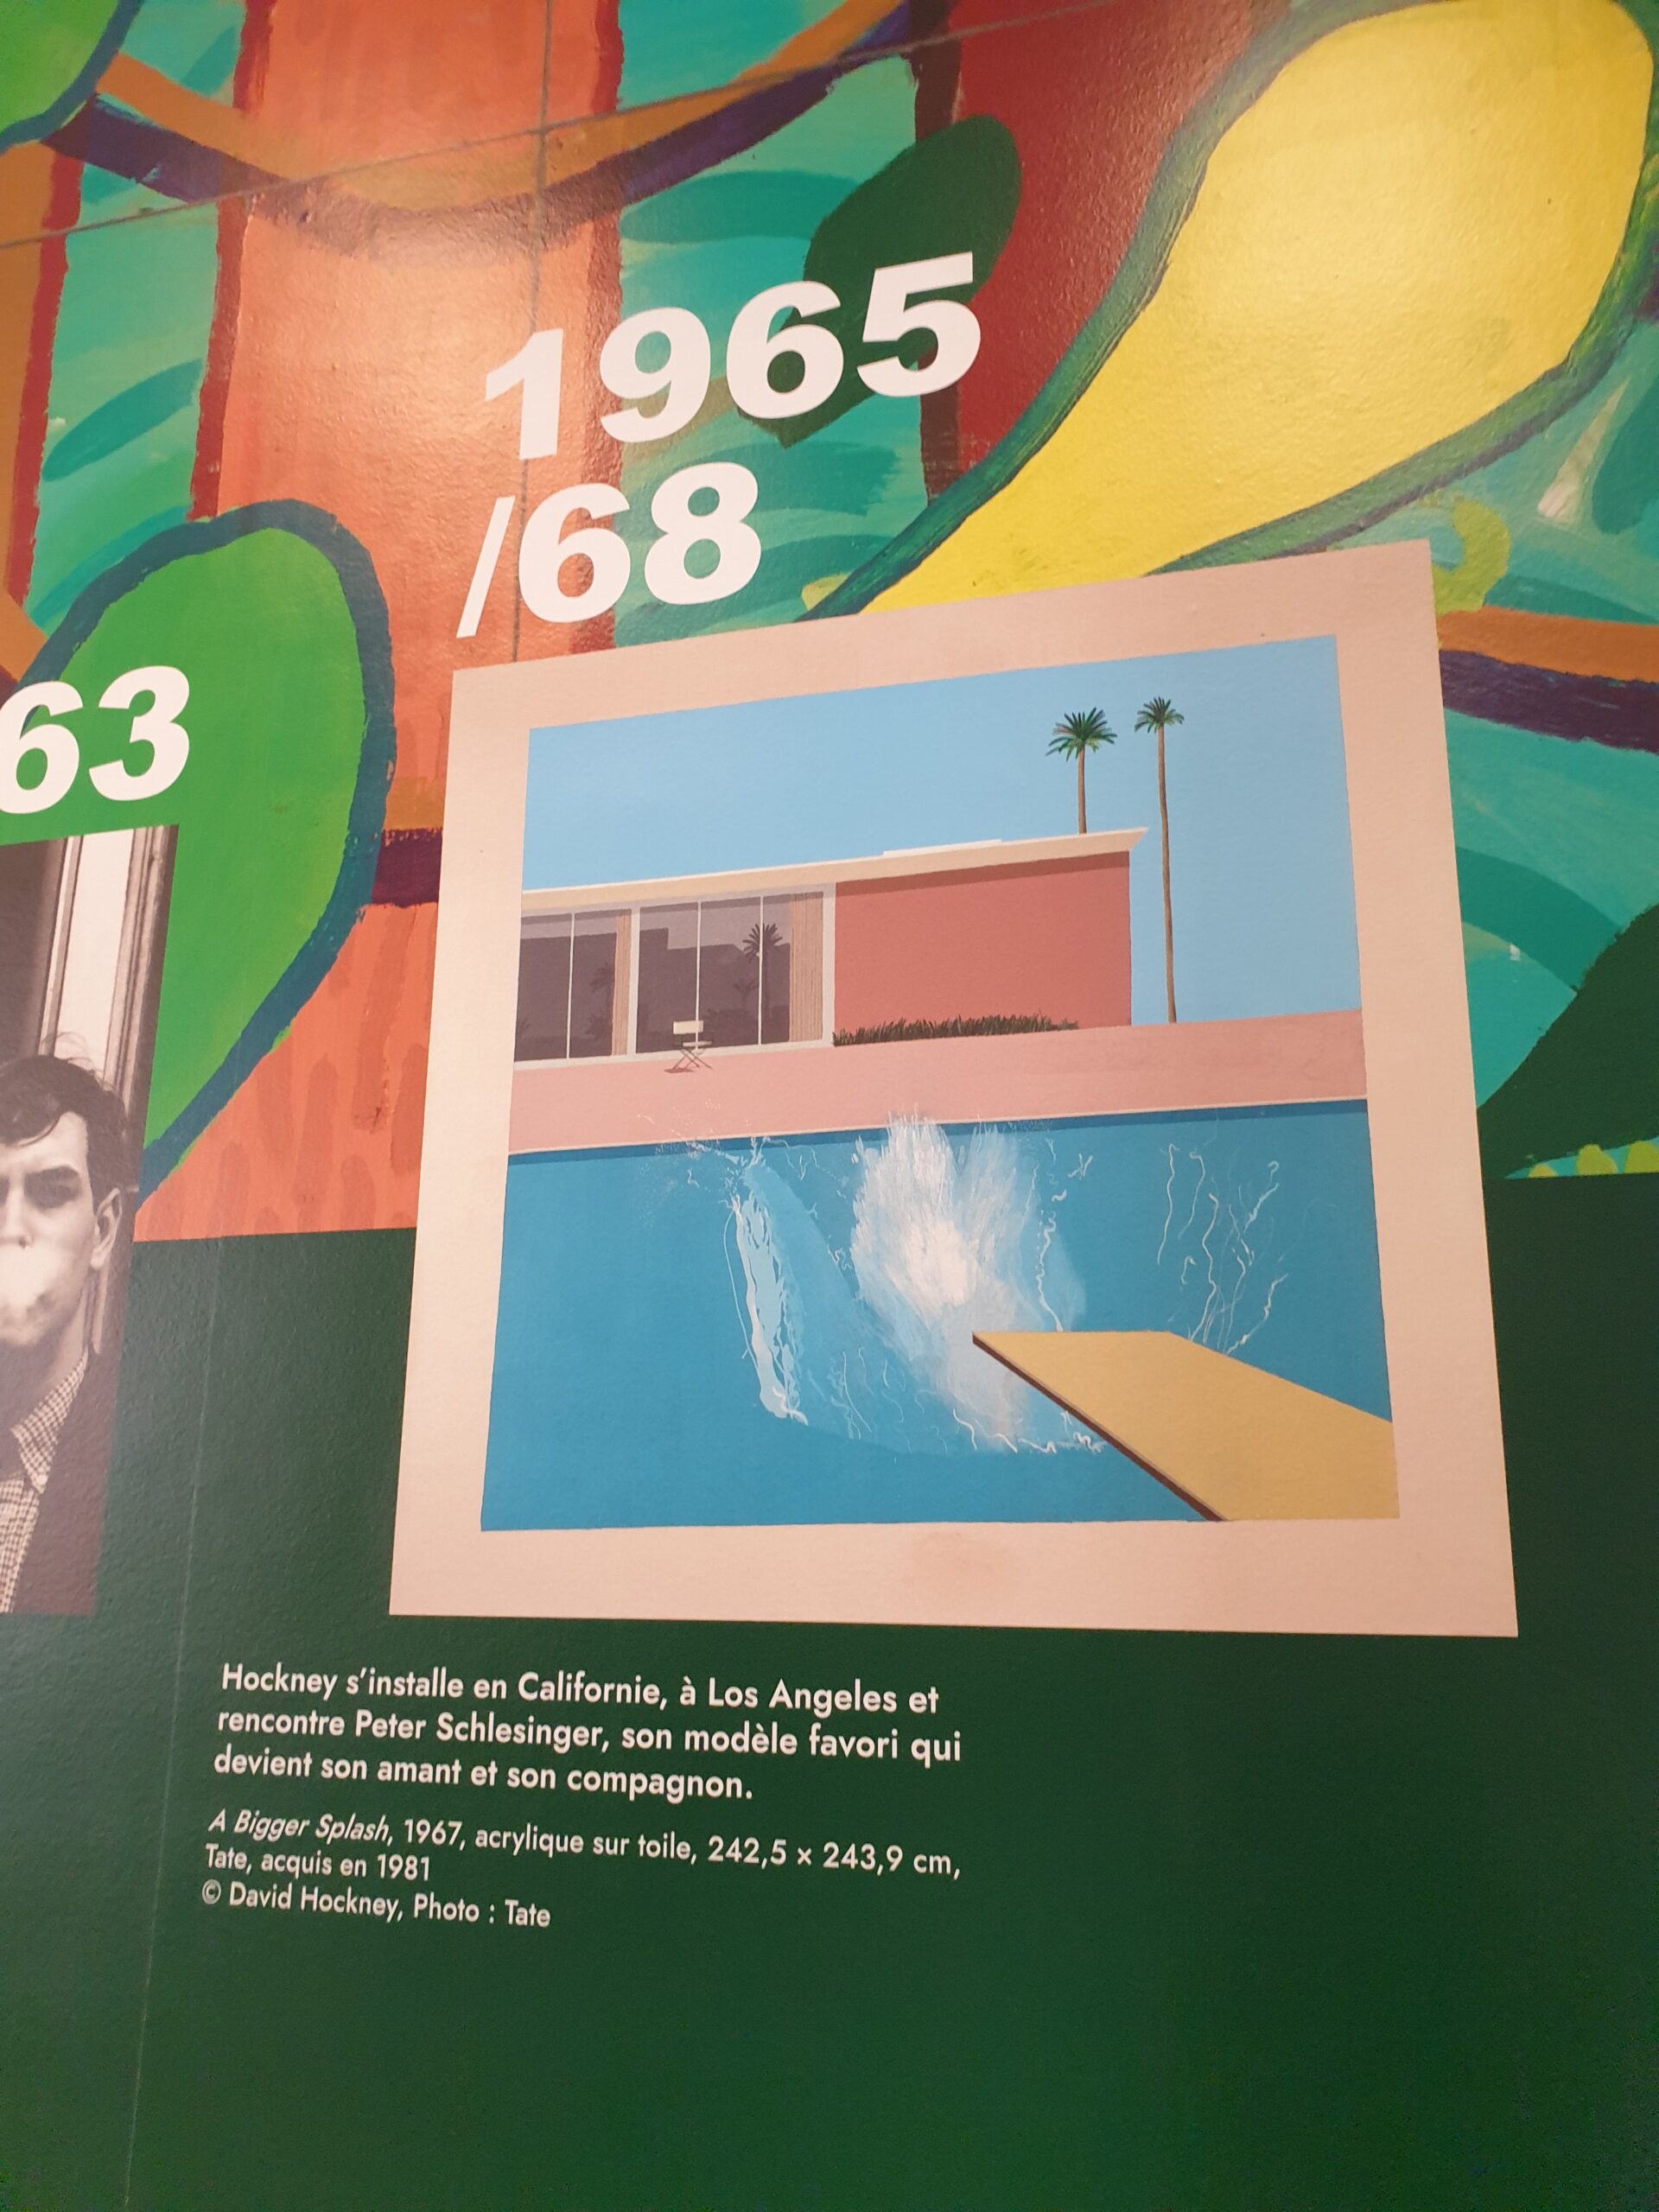 1965
/68
63
Hockney s'installe en Californie, à Los Angeles et
rencontre Peter Schlesinger, son modèle favori qui
devient son amant et son compagnon.
A Bigger Splash, 1967, acrylique sur toile, 242,5 × 243,9 cm,
Tate, acquis en 1981
© David Hockney, Photo : Tate